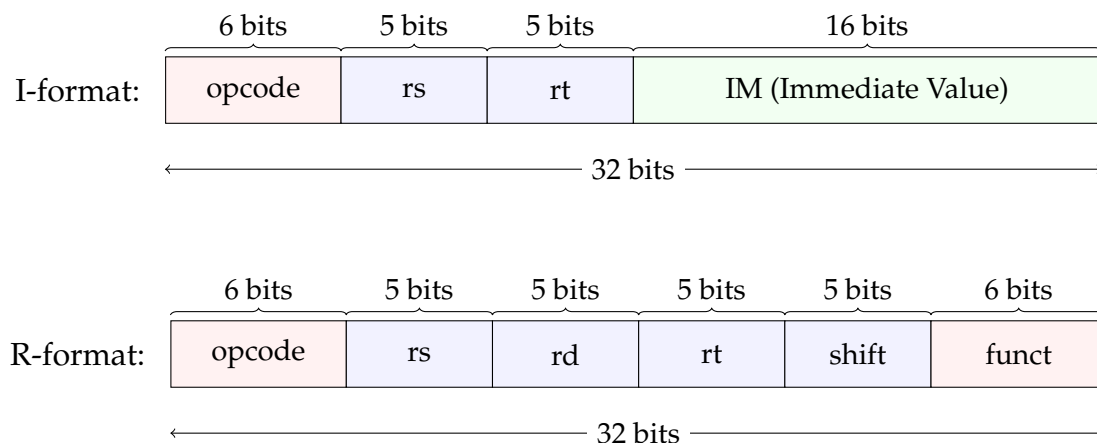 6 bits 5 bits 5 bits 16 bits
I-format: opcode rs rt IM (Immediate Value)
32 bits
6 bits 5 bits 5 bits 5 bits 5 bits 6 bits
R-format: opcode rs rd rt shift funct
32 bits